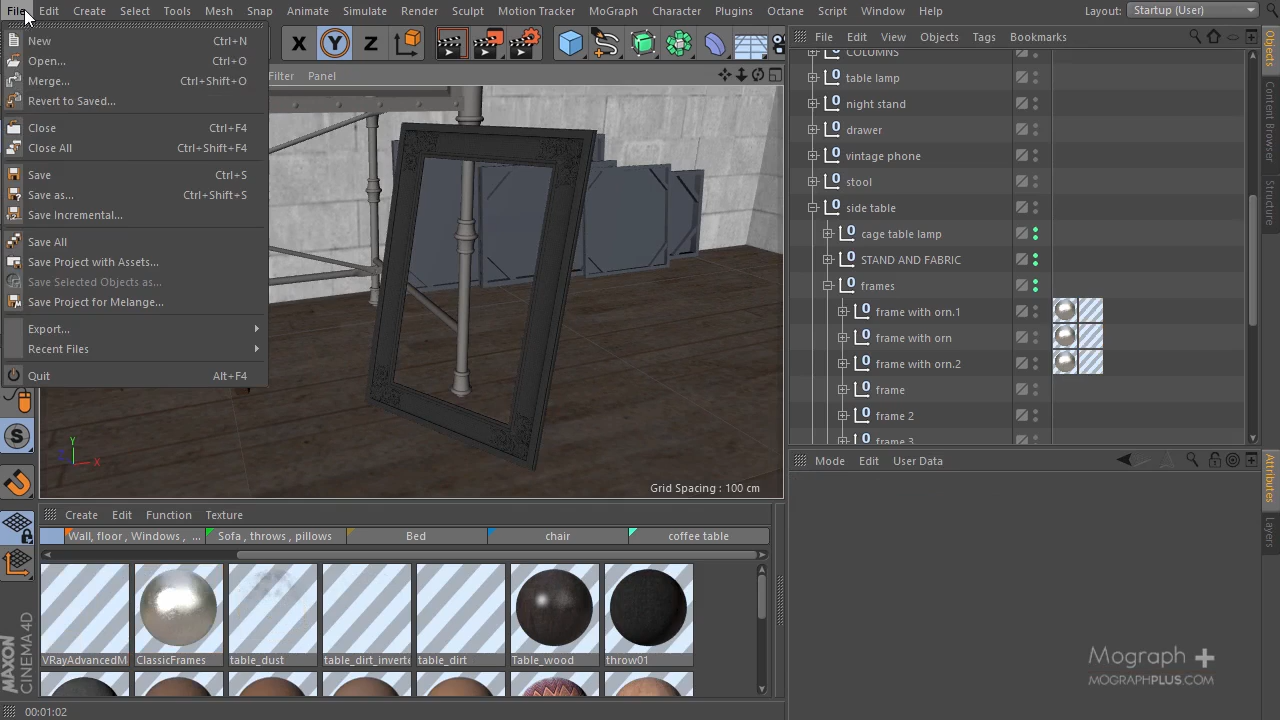 File Edit Create Select Tools Mesh Snap Animate Simulate Render Sculpt Motion Tracker MoGraph Character Plugins Octane Script Window Help Layout: Startup (User)
New Ctrl+N
Open... Ctrl+O
Merge... Ctrl+Shift+O
Revert to Saved...
Close Ctrl+F4
Close All Ctrl+Shift+F4
Save Ctrl+S
Save as... Ctrl+Shift+S
Save Incremental...
Save All
Save Project with Assets...
Save Selected Objects as...
Save Project for Melange...
Export...
Recent Files
Quit Alt+F4
X Y Z
Filter Panel
Y
X
Grid Spacing : 100 cm
File Edit View Objects Tags Bookmarks
COLUMNS
table lamp
night stand
drawer
vintage phone
stool
side table
cage table lamp
STAND AND FABRIC
frames
frame with orn.1
frame with orn
frame with orn.2
frame
frame 2
frame 3
Objects
Content Browser
Structure
Mode Edit User Data
Attributes
Layers
Create Edit Function Texture
Wall, floor , Windows , ... Sofa , throws , pillows Bed chair coffee table
VRayAdvancedM ClassicFrames table_dust table_dirt_inverte table_dirt Table_wood throw01
MAXON
CINEMA 4D
Mograph
MOGRAPHPLUS.COM
00:01:02